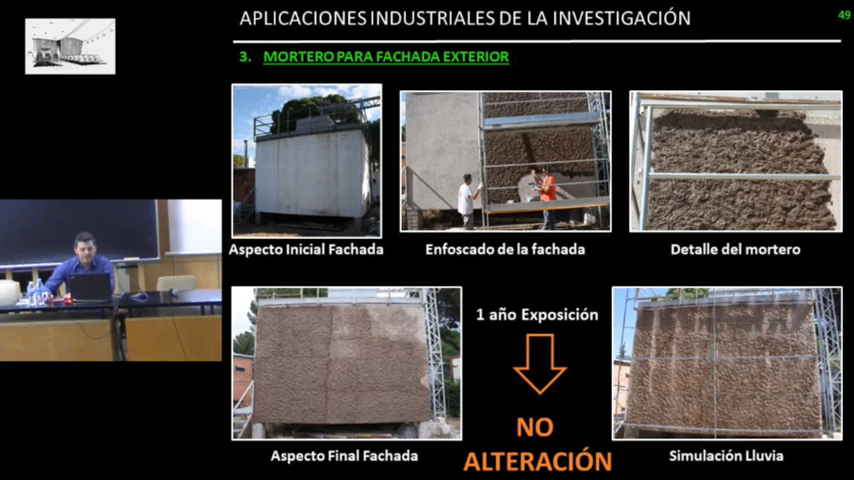 APLICACIONES INDUSTRIALES DE LA INVESTIGACIÓN
49
3. MORTERO PARA FACHADA EXTERIOR
Aspecto Inicial Fachada
Enfoscado de la fachada
Detalle del mortero
1 año Exposición
NO
ALTERACIÓN
Aspecto Final Fachada
Simulación Lluvia